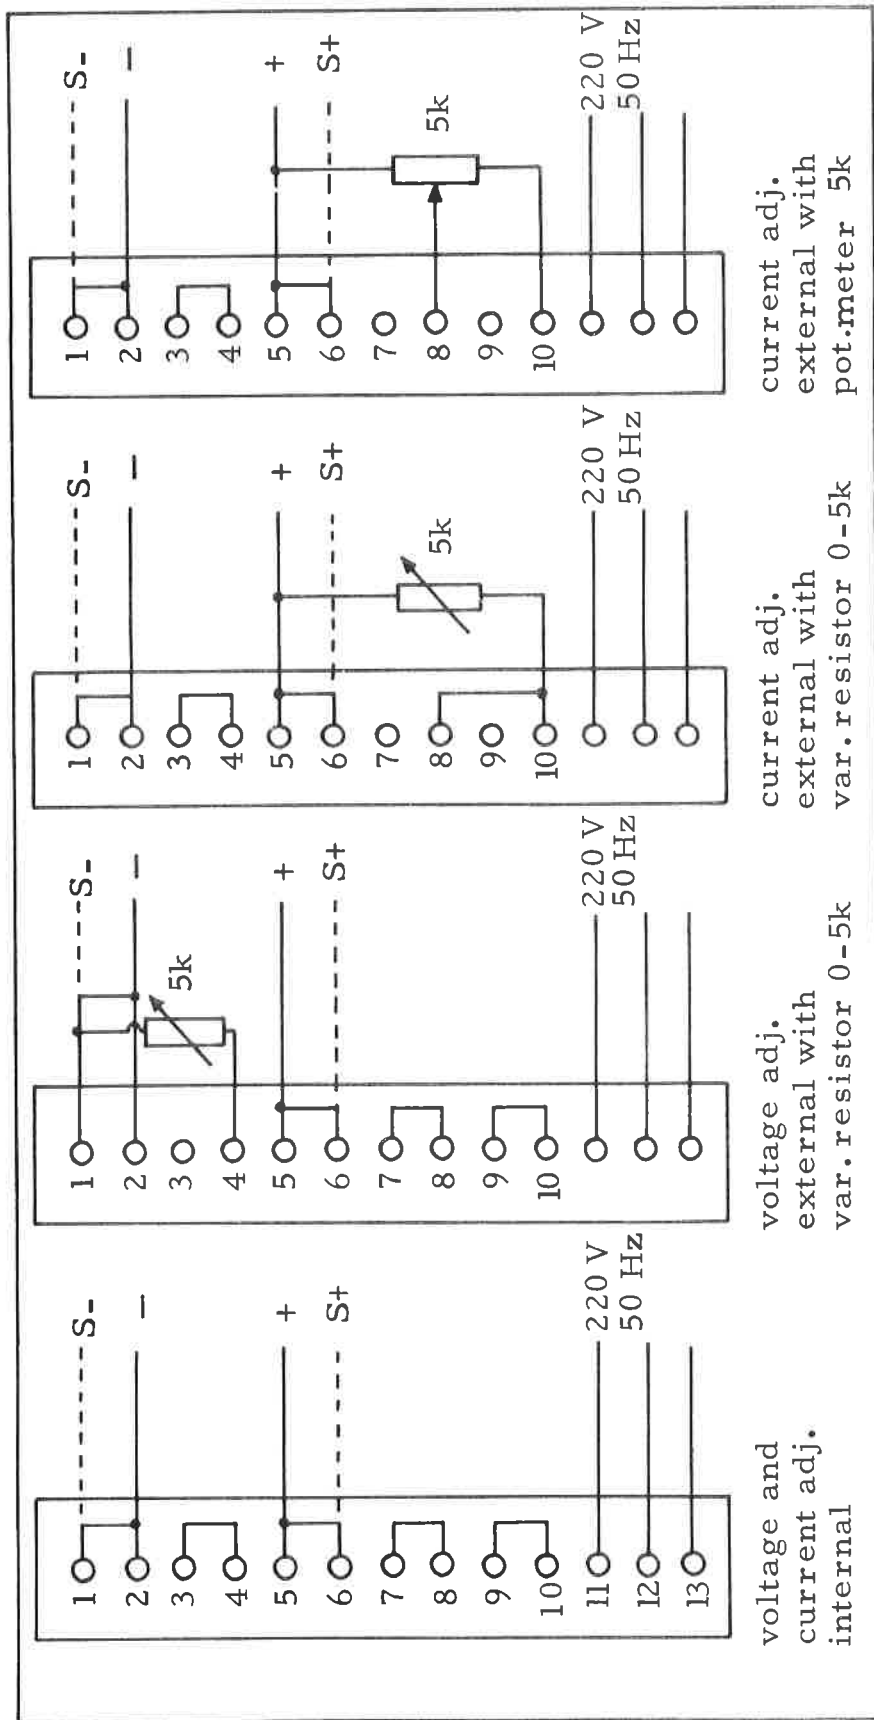 1 S-
2 -
3
4
5 +
6 S+
7
8
9
10
11 220 V
12 50 Hz
13
voltage and
current adj.
internal
1 S-
2 -
3 5k
4
5 +
6 S+
7
8
9
10
220 V
50 Hz
voltage adj.
external with
var. resistor 0-5k
1 S-
2 -
3
4
5 +
6 S+
7
8 5k
9
10
220 V
50 Hz
current adj.
external with
var. resistor 0-5k
1 S-
2 -
3
4
5 +
6 S+
7
8 5k
9
10
220 V
50 Hz
current adj.
external with
pot.meter 5k